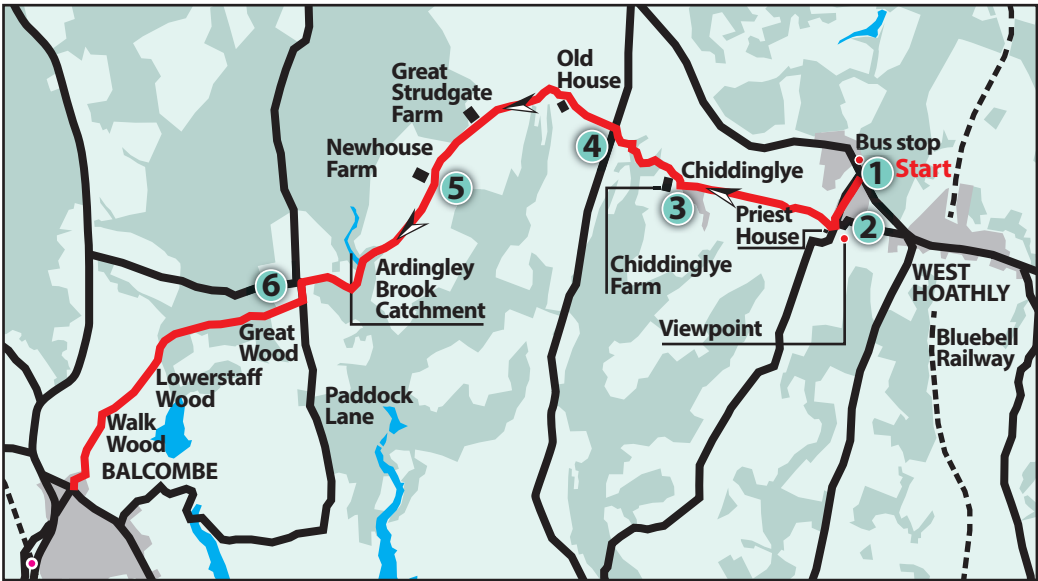 Old
House
Great
Strudgate
Farm
Bus stop
4
1
Start
Newhouse
Farm
Chiddinglye
5
3
Priest
House
2
Chiddinglye
Farm
Ardingley
Brook
Catchment
6
WEST
HOATHLY
Viewpoint
Great
Wood
Bluebell
Railway
Lowerstaff
Wood
Paddock
Lane
Walk
Wood
BALCOMBE